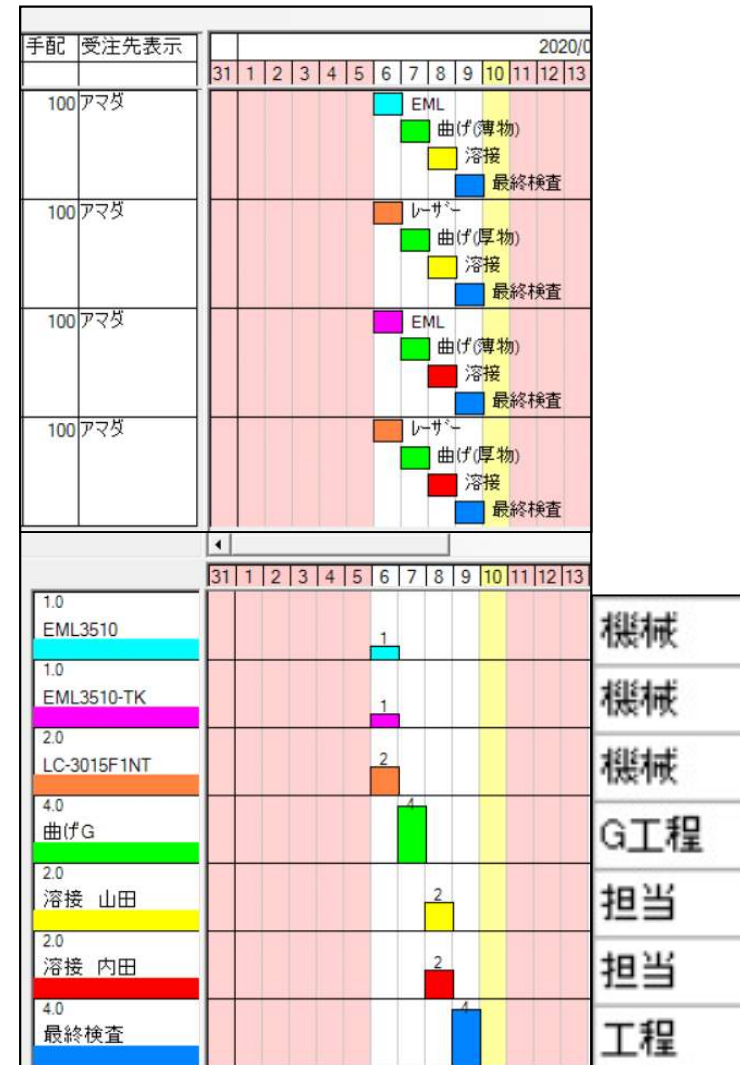 手配 受注先表示 2020/0
31 1 2 3 4 5 6 7 8 9 10 11 12 13
100 アマダ EML
曲げ(薄物)
溶接
最終検査
100 アマダ レーザー
曲げ(厚物)
溶接
最終検査
100 アマダ EML
曲げ(薄物)
溶接
最終検査
100 アマダ レーザー
曲げ(厚物)
溶接
最終検査
31 1 2 3 4 5 6 7 8 9 10 11 12 13
1.0
EML3510 1 機械
1.0
EML3510-TK 1 機械
2.0
LC-3015F1NT 2 機械
4.0
曲げG 4 G工程
2.0
溶接 山田 2 担当
2.0
溶接 内田 2 担当
4.0
最終検査 4 工程